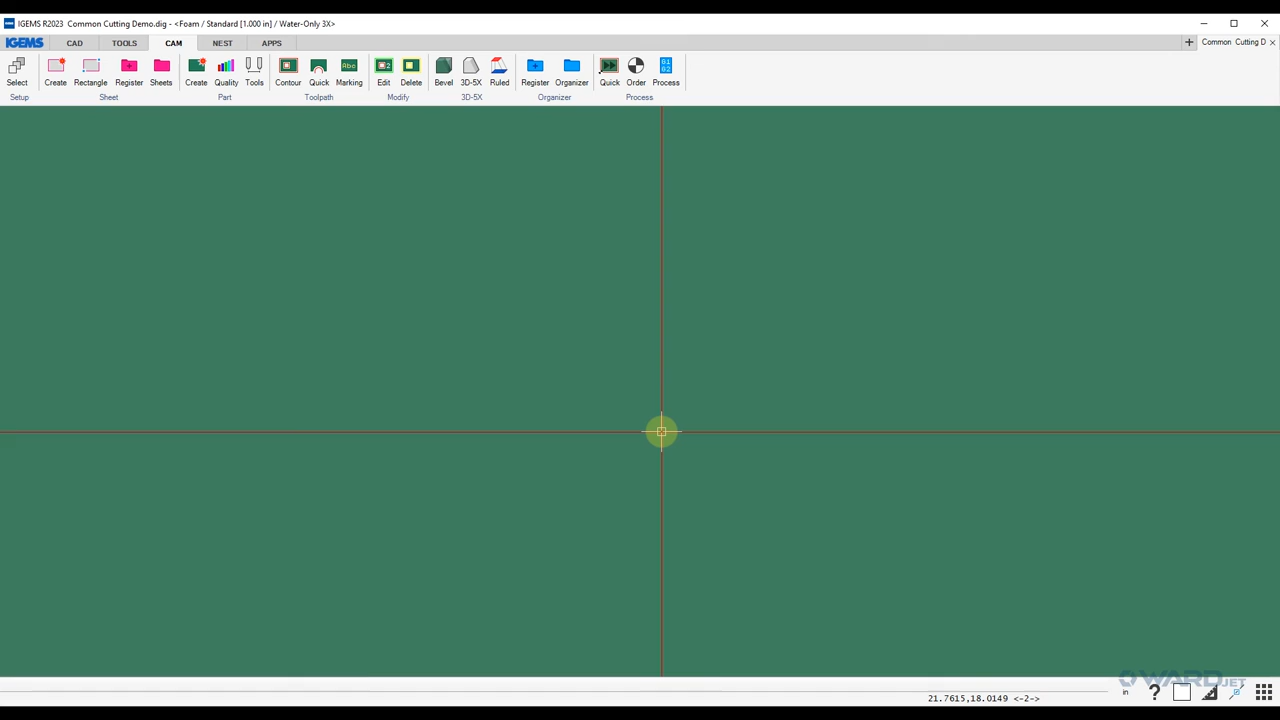 IGEMS R2023 Common Cutting Demo.dig - <Foam / Standard [1.000 in] / Water-Only 3X>
IGEMS CAD TOOLS CAM NEST APPS + Common Cutting D ×
Select Create Rectangle Register Sheets Create Quality Tools Contour Quick Marking Edit Delete Bevel 3D-5X Ruled Register Organizer Quick Order Process
Setup Sheet Part Toolpath Modify 3D-5X Organizer Process
WARDJET
in ?
21.7615,18.0149 <-2->